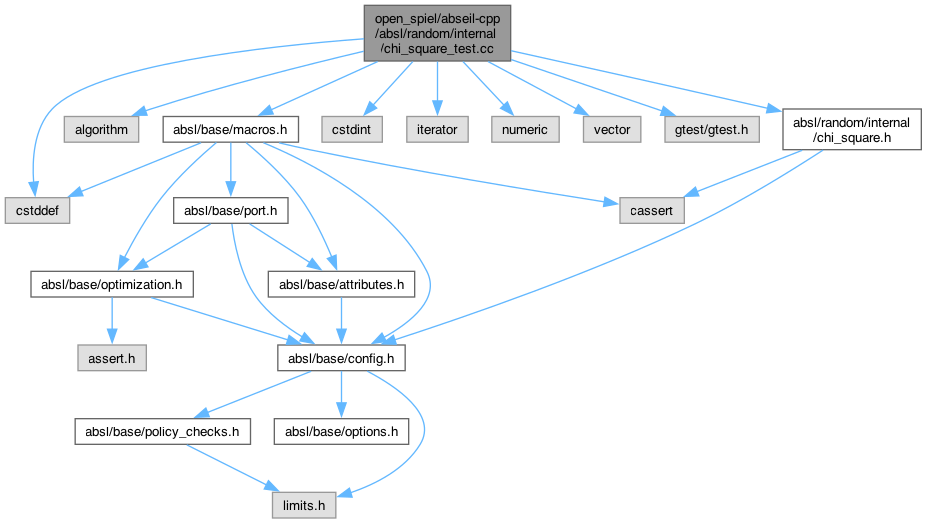 open_spiel/abseil-cpp
/absl/random/internal
/chi_square_test.cc
algorithm
absl/base/macros.h
cstdint
iterator
numeric
vector
gtest/gtest.h
absl/random/internal
/chi_square.h
cstddef
absl/base/port.h
cassert
absl/base/optimization.h
absl/base/attributes.h
assert.h
absl/base/config.h
absl/base/policy_checks.h
absl/base/options.h
limits.h